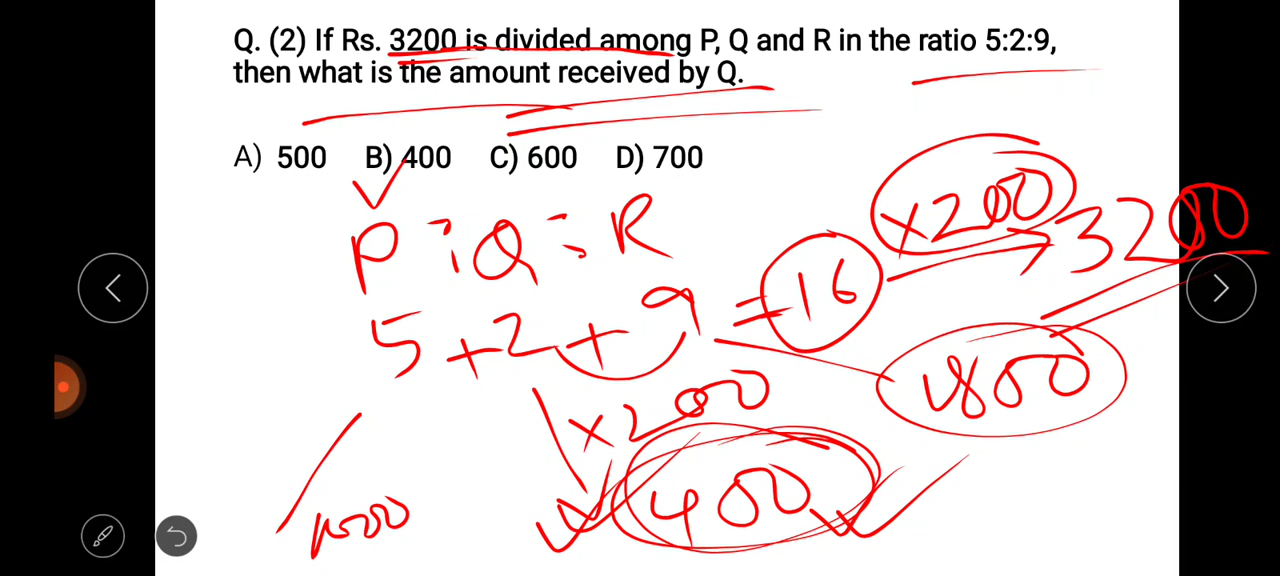 Q. (2) If Rs. 3200 is divided among P, Q and R in the ratio 5:2:9,
then what is the amount received by Q.
A) 500 B) 400 C) 600 D) 700
P : Q : R
5 + 2 + 9 = 16 ×200 → 3200
×200
1800
400
1000